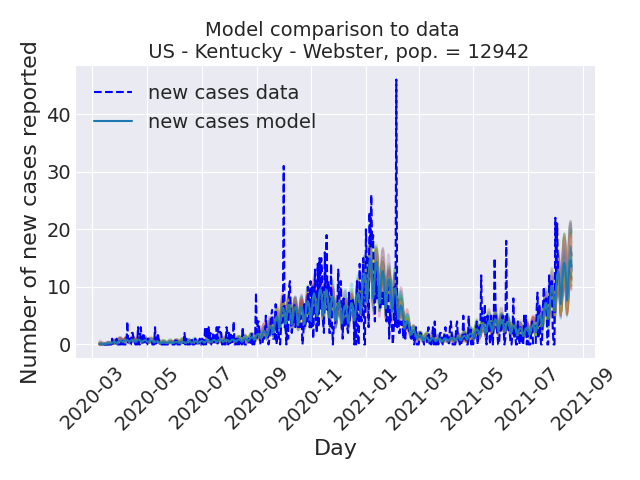 Model comparison to data
US - Kentucky - Webster, pop. = 12942
Number of new cases reported
new cases data
new cases model
40
30
20
10
0
2020-03
2020-05
2020-07
2020-09
2020-11
2021-01
2021-03
2021-05
2021-07
2021-09
Day